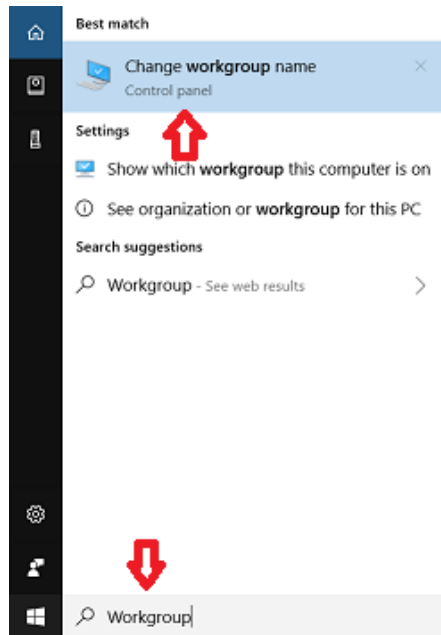 Best match
Change workgroup name
Control panel
Settings
Show which workgroup this computer is on
See organization or workgroup for this PC
Search suggestions
Workgroup - See web results
Workgroup